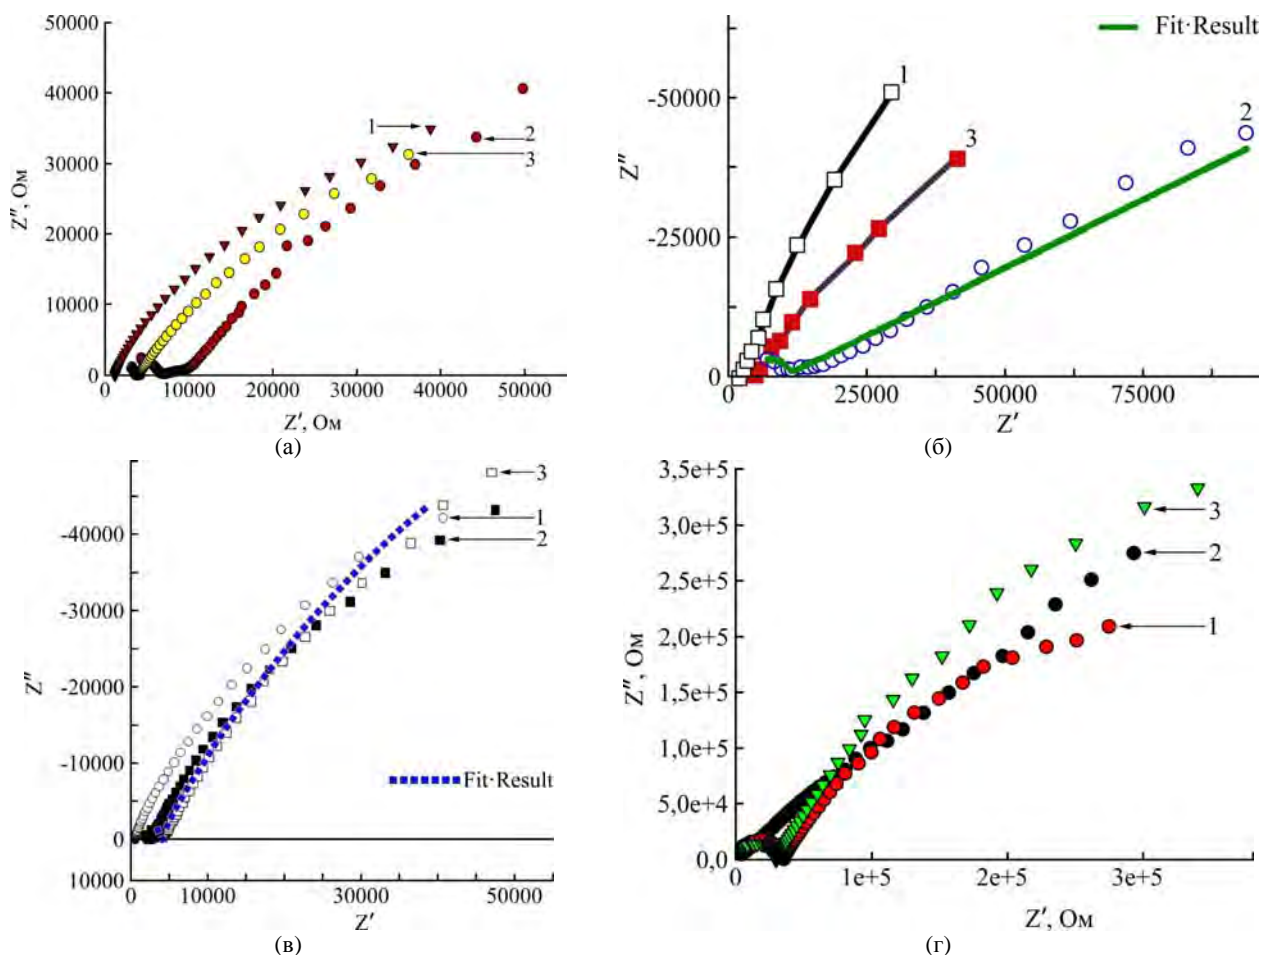 50000
40000
30000
20000
10000
0
Z″, Ом
1
2
3
0 10000 20000 30000 40000 50000
Z′, Ом
(а)
Fit·Result
-50000
-25000
0
Z″
1
3
2
0 25000 50000 75000
Z′
(б)
-40000
-30000
-20000
-10000
0
10000
Z″
3
1
2
Fit·Result
0 10000 30000 50000
Z′
(в)
3,5e+5
3,0e+5
2,5e+5
2,0e+5
1,5e+5
1,0e+5
5,0e+4
0,0
Z″, Ом
3
2
1
0 1e+5 2e+5 3e+5
Z′, Ом
(г)